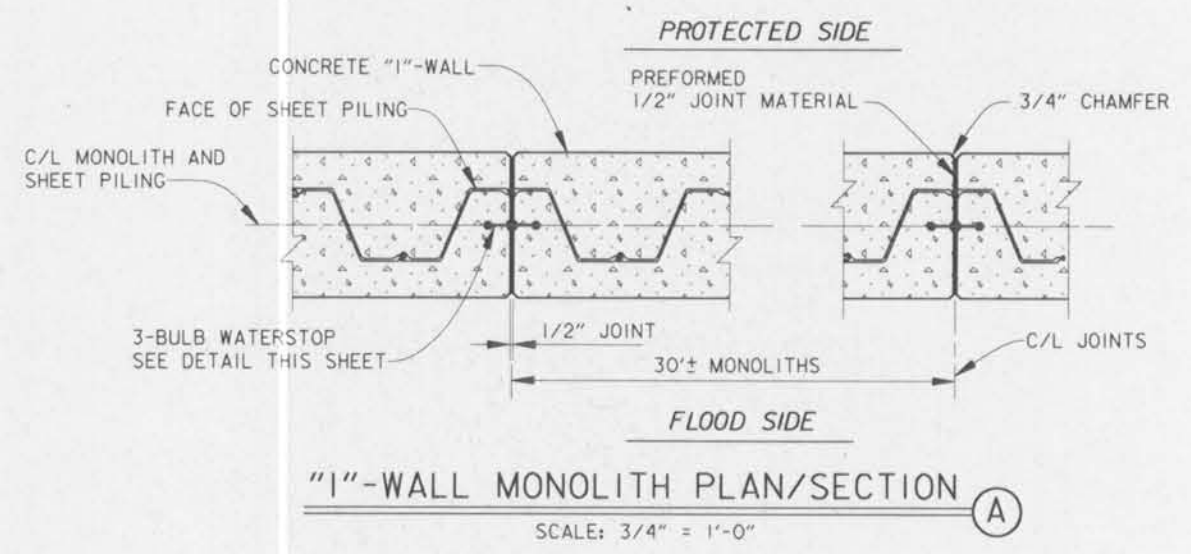 PROTECTED SIDE
CONCRETE "I"-WALL
FACE OF SHEET PILING
PREFORMED
1/2" JOINT MATERIAL
3/4" CHAMFER
C/L MONOLITH AND
SHEET PILING
3-BULB WATERSTOP
SEE DETAIL THIS SHEET
1/2" JOINT
30'± MONOLITHS
C/L JOINTS
FLOOD SIDE
"I"-WALL MONOLITH PLAN/SECTION
A
SCALE: 3/4" = 1'-0"